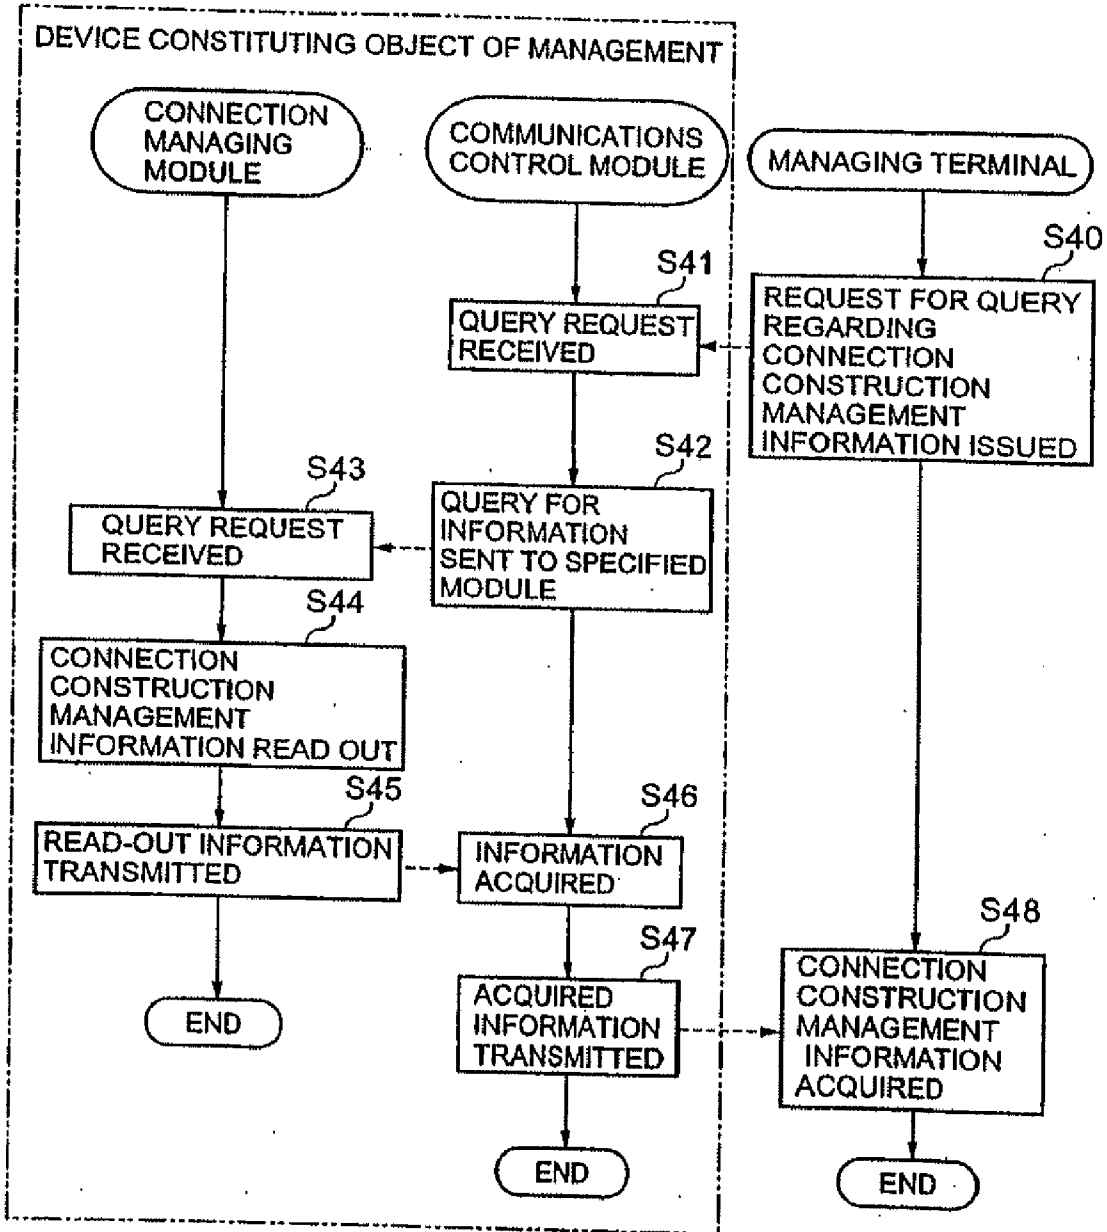 DEVICE CONSTITUTING OBJECT OF MANAGEMENT
CONNECTION
MANAGING
MODULE
COMMUNICATIONS
CONTROL MODULE
MANAGING TERMINAL
S40
REQUEST FOR QUERY
REGARDING
CONNECTION
CONSTRUCTION
MANAGEMENT
INFORMATION ISSUED
S41
QUERY REQUEST
RECEIVED
S42
QUERY FOR
INFORMATION
SENT TO SPECIFIED
MODULE
S43
QUERY REQUEST
RECEIVED
S44
CONNECTION
CONSTRUCTION
MANAGEMENT
INFORMATION READ OUT
S45
READ-OUT INFORMATION
TRANSMITTED
S46
INFORMATION
ACQUIRED
S47
ACQUIRED
INFORMATION
TRANSMITTED
S48
CONNECTION
CONSTRUCTION
MANAGEMENT
INFORMATION
ACQUIRED
END
END
END